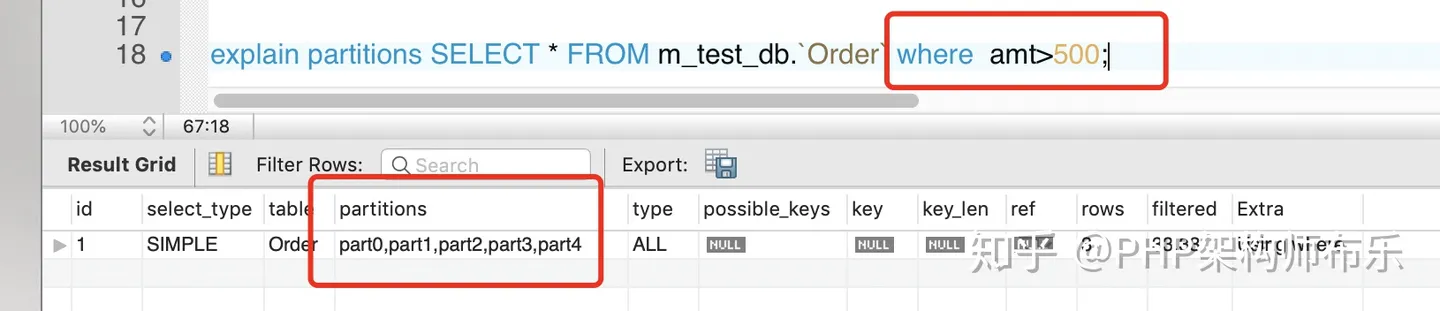 16
17
18 explain partitions SELECT * FROM m_test_db.`Order` where amt>500;
100% 67:18
Result Grid Filter Rows: Search Export:
id select_type table partitions type possible_keys key key_len ref rows filtered Extra
1 SIMPLE Order part0,part1,part2,part3,part4 ALL NULL NULL NULL NULL 33.33 Using where
知乎 @PHP架构师布乐